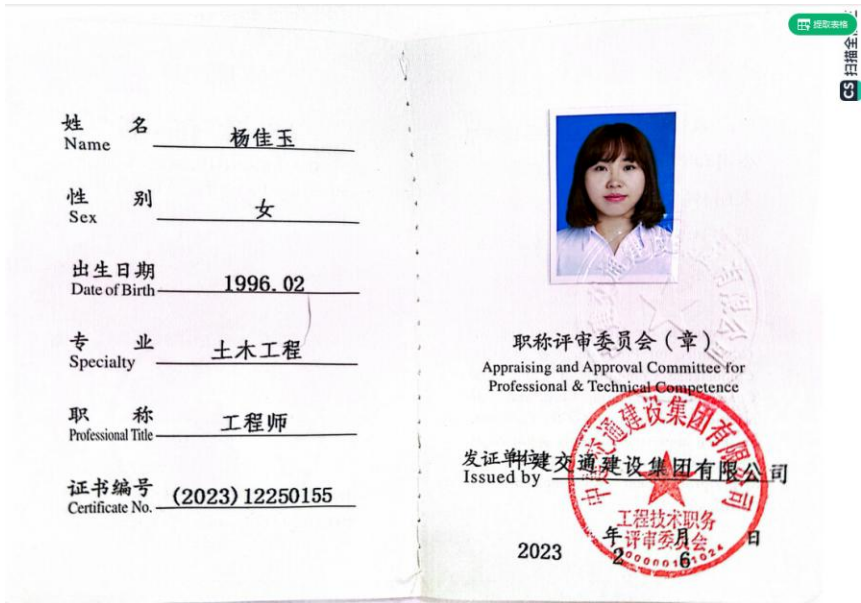 提取表格
CS 扫描全
姓 名
Name 杨佳玉
性 别
Sex 女
出生日期
Date of Birth 1996.02
专 业
Specialty 土木工程
职 称
Professional Title 工程师
证书编号
Certificate No. (2023)12250155
职称评审委员会（章）
Appraising and Approval Committee for
Professional & Technical Competence
发证单位 中建交通建设集团有限公司
Issued by
中建交通建设集团有限公司
工程技术职务
评审委员会
2023 年 2 月 6 日